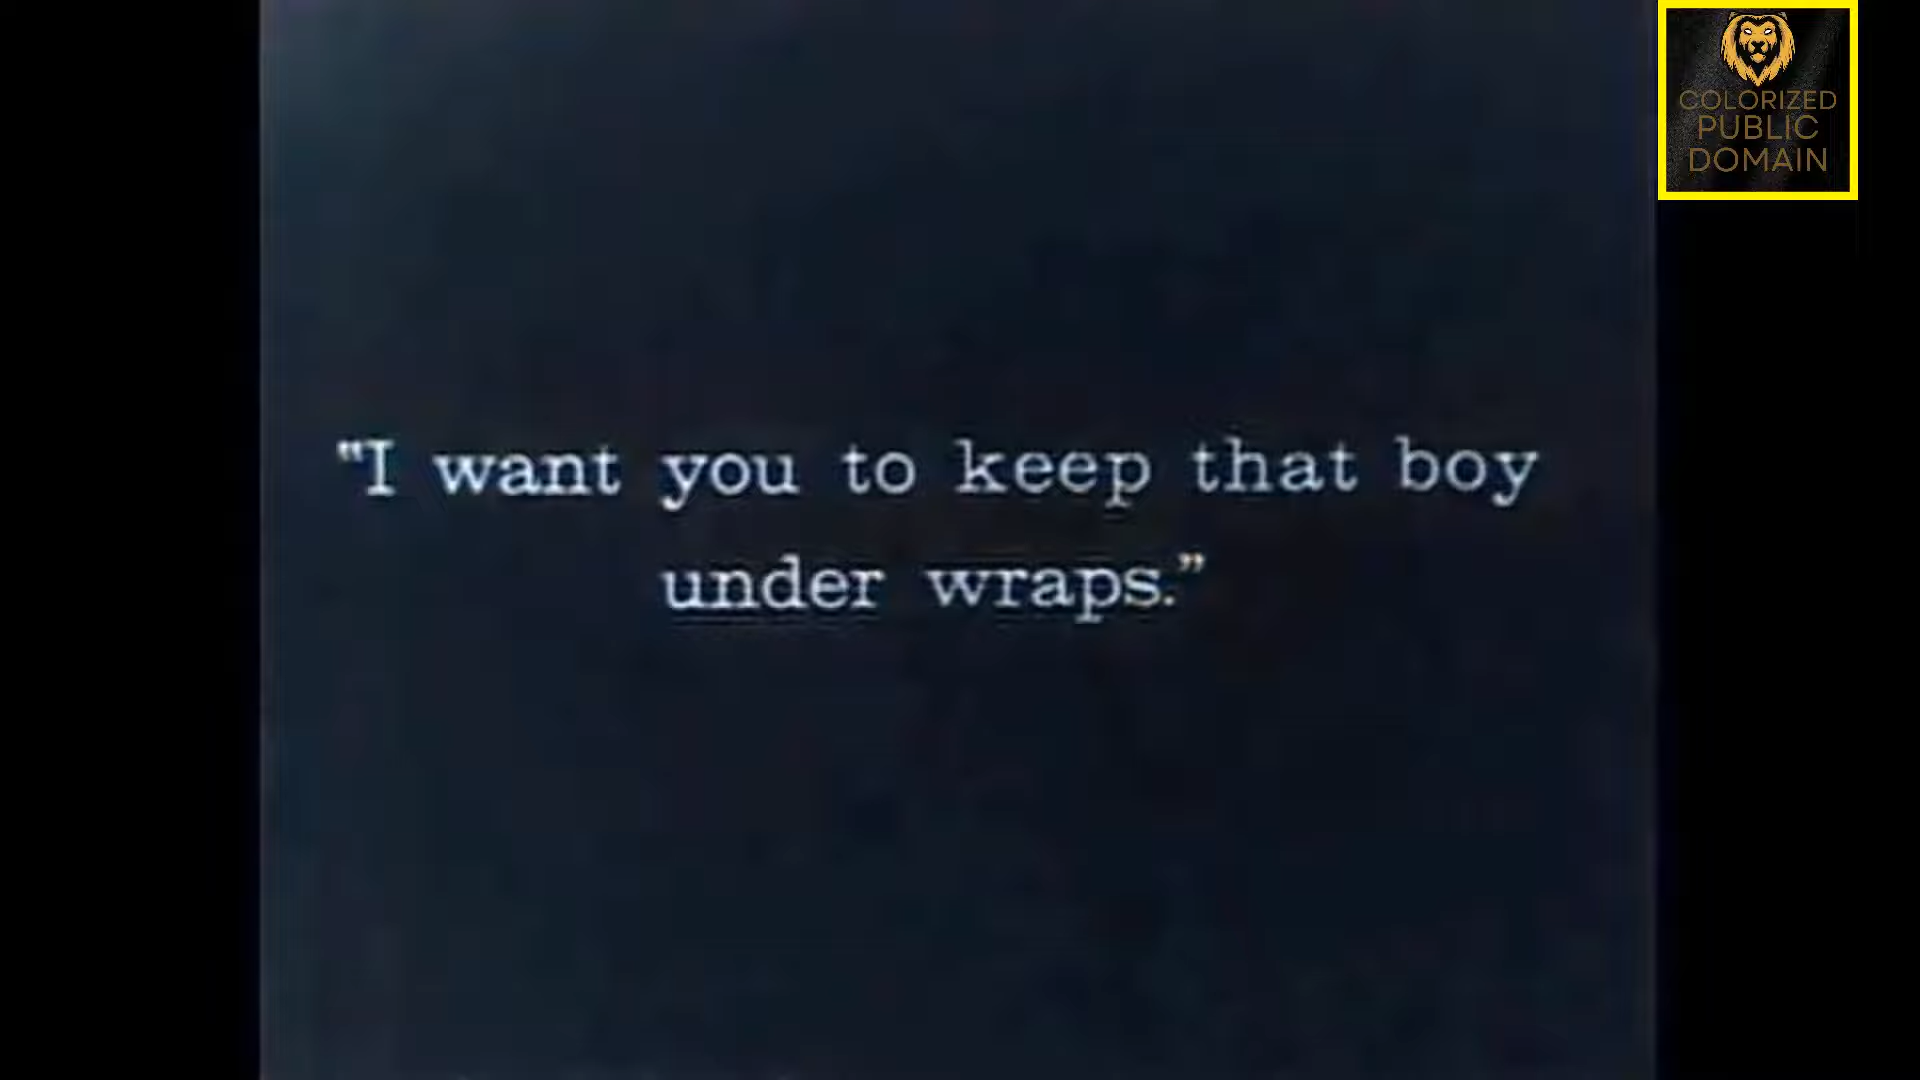 COLORIZED
PUBLIC
DOMAIN
"I want you to keep that boy
under wraps."